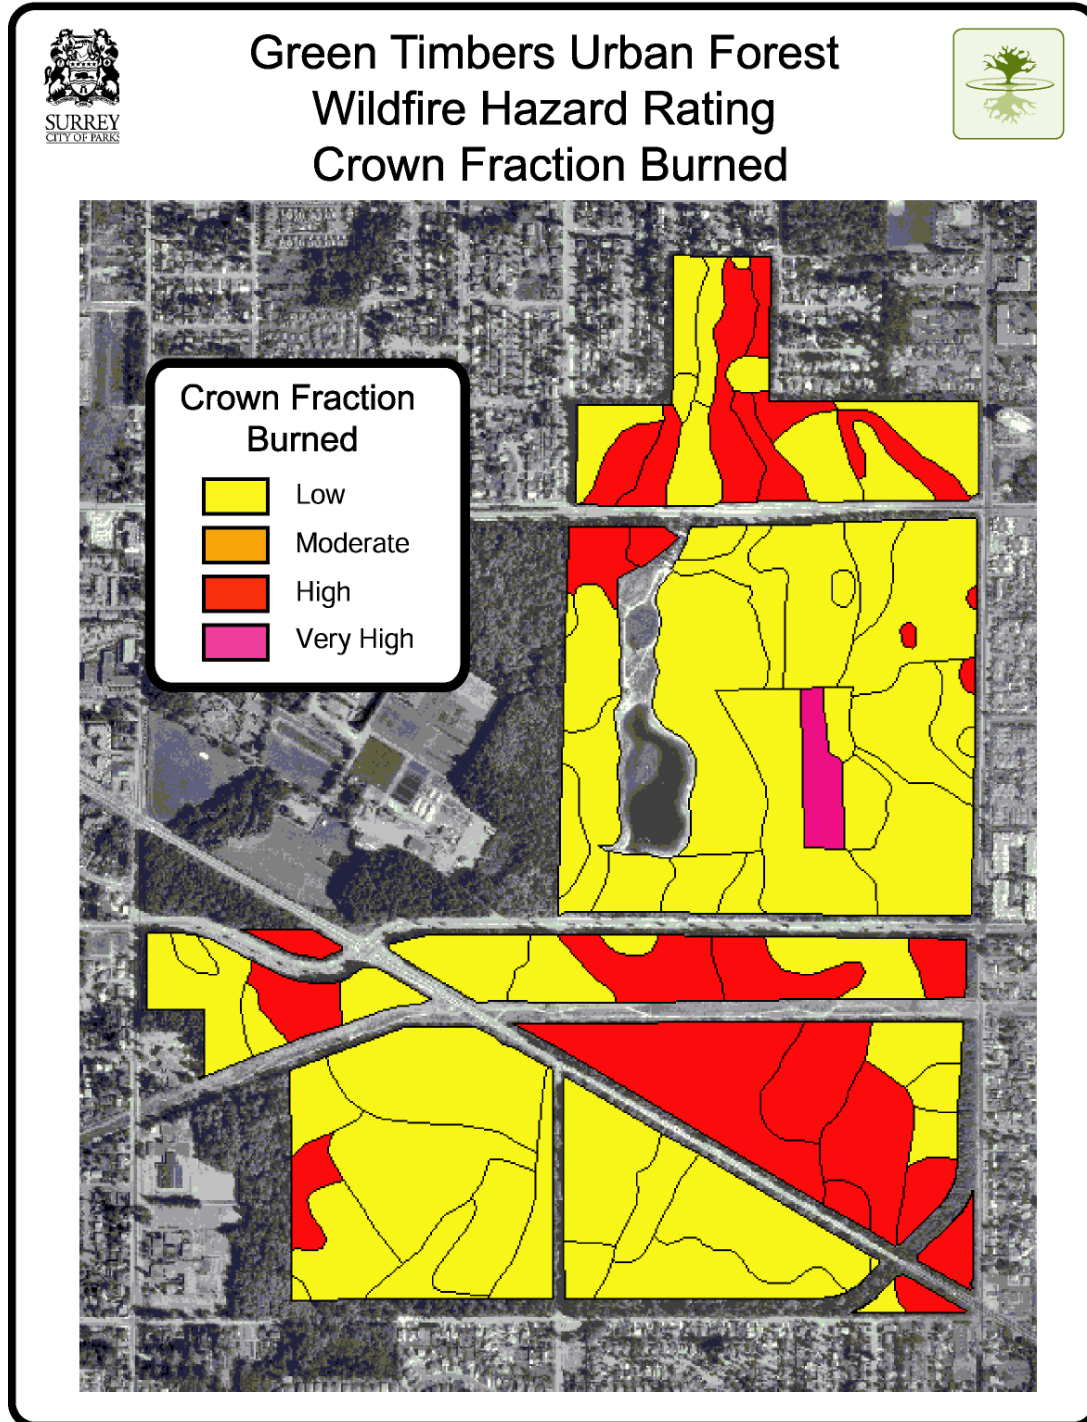 SURREY
CITY OF PARKS
Green Timbers Urban Forest
Wildfire Hazard Rating
Crown Fraction Burned
Crown Fraction
Burned
Low
Moderate
High
Very High